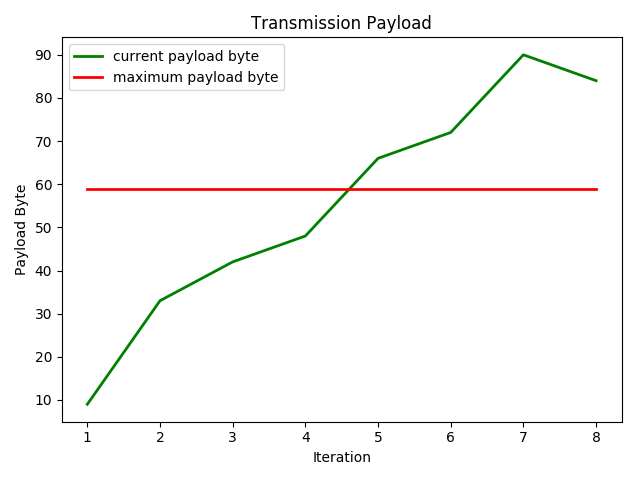 Transmission Payload
current payload byte
maximum payload byte
90
80
70
60
50
40
30
20
10
Payload Byte
1 2 3 4 5 6 7 8
Iteration